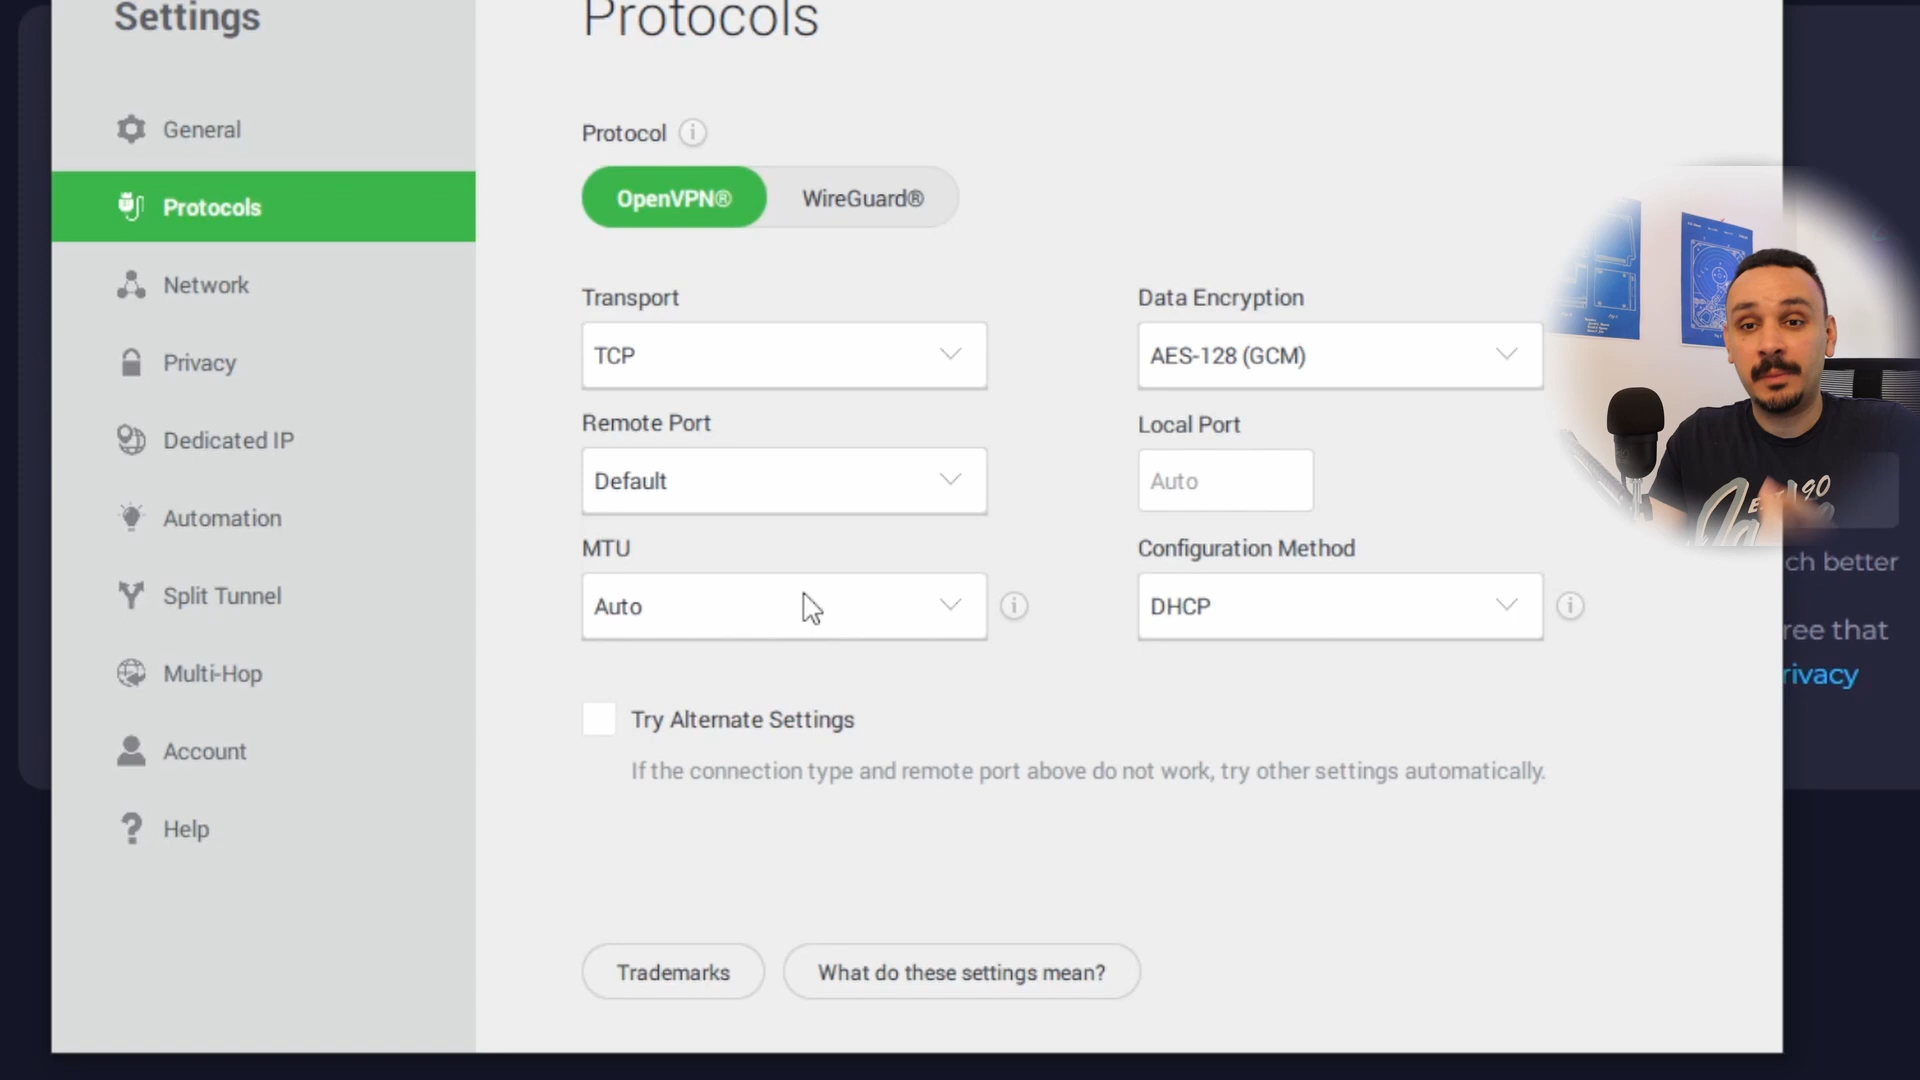 Settings
Protocols
General
Protocols
Network
Privacy
Dedicated IP
Automation
Split Tunnel
Multi-Hop
Account
Help
Protocol
OpenVPN®
WireGuard®
Transport
TCP
Data Encryption
AES-128 (GCM)
Remote Port
Default
Local Port
Auto
MTU
Auto
Configuration Method
DHCP
Try Alternate Settings
If the connection type and remote port above do not work, try other settings automatically.
Trademarks
What do these settings mean?
ch better
ree that
rivacy